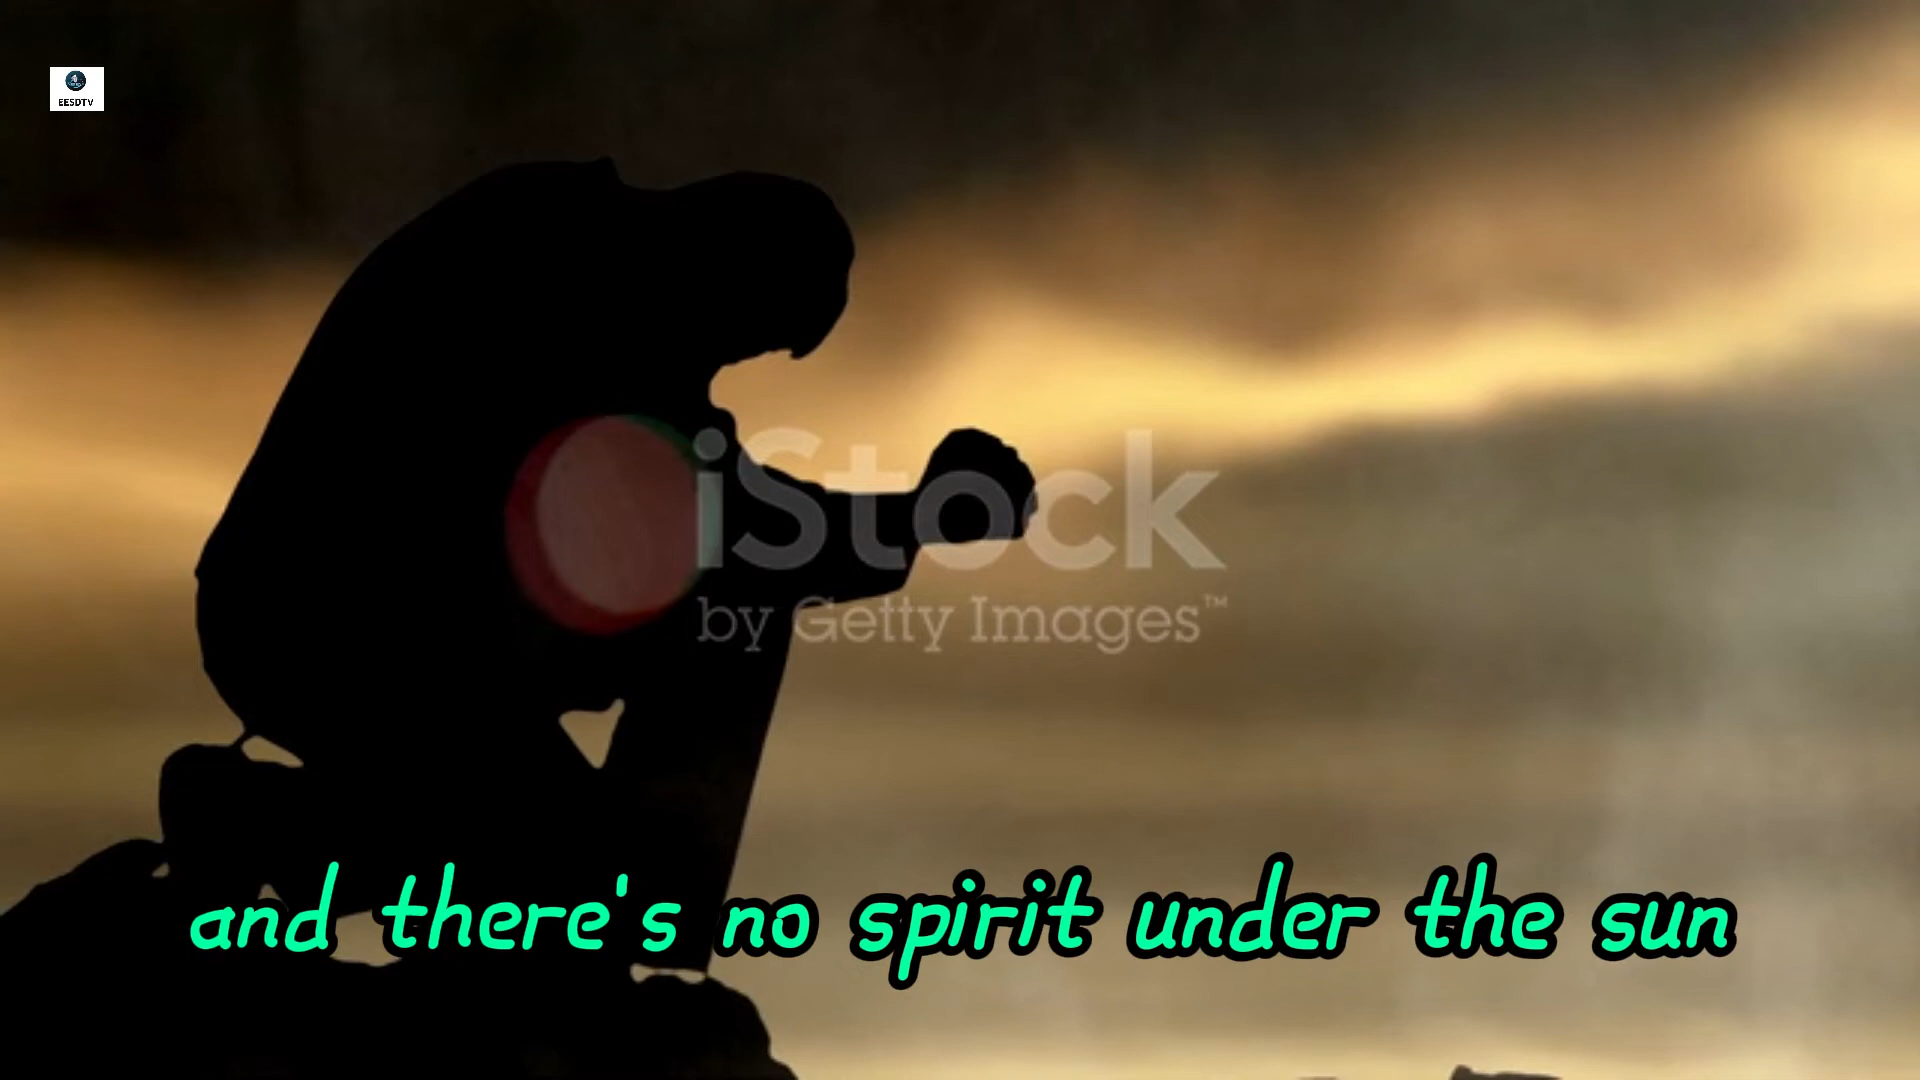 EESDTV
iStock
by Getty Images™
and there's no spirit under the sun